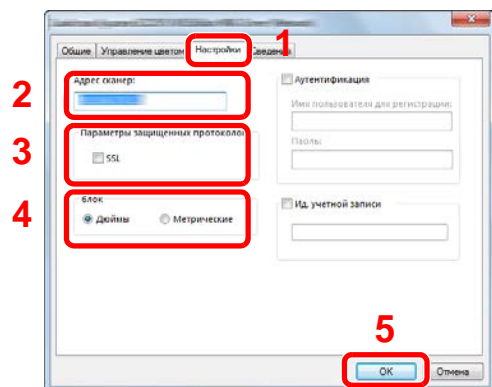 1
Общие Управление цветом Настройки Сведения
2
Адрес сканер:
Аутентификация
Имя пользователя для регистрации:
Пароль:
3
Параметры защищенных протоколов
SSL
4
Блок
Дюймы Метрические
Ид. учетной записи
5
OK Отмена